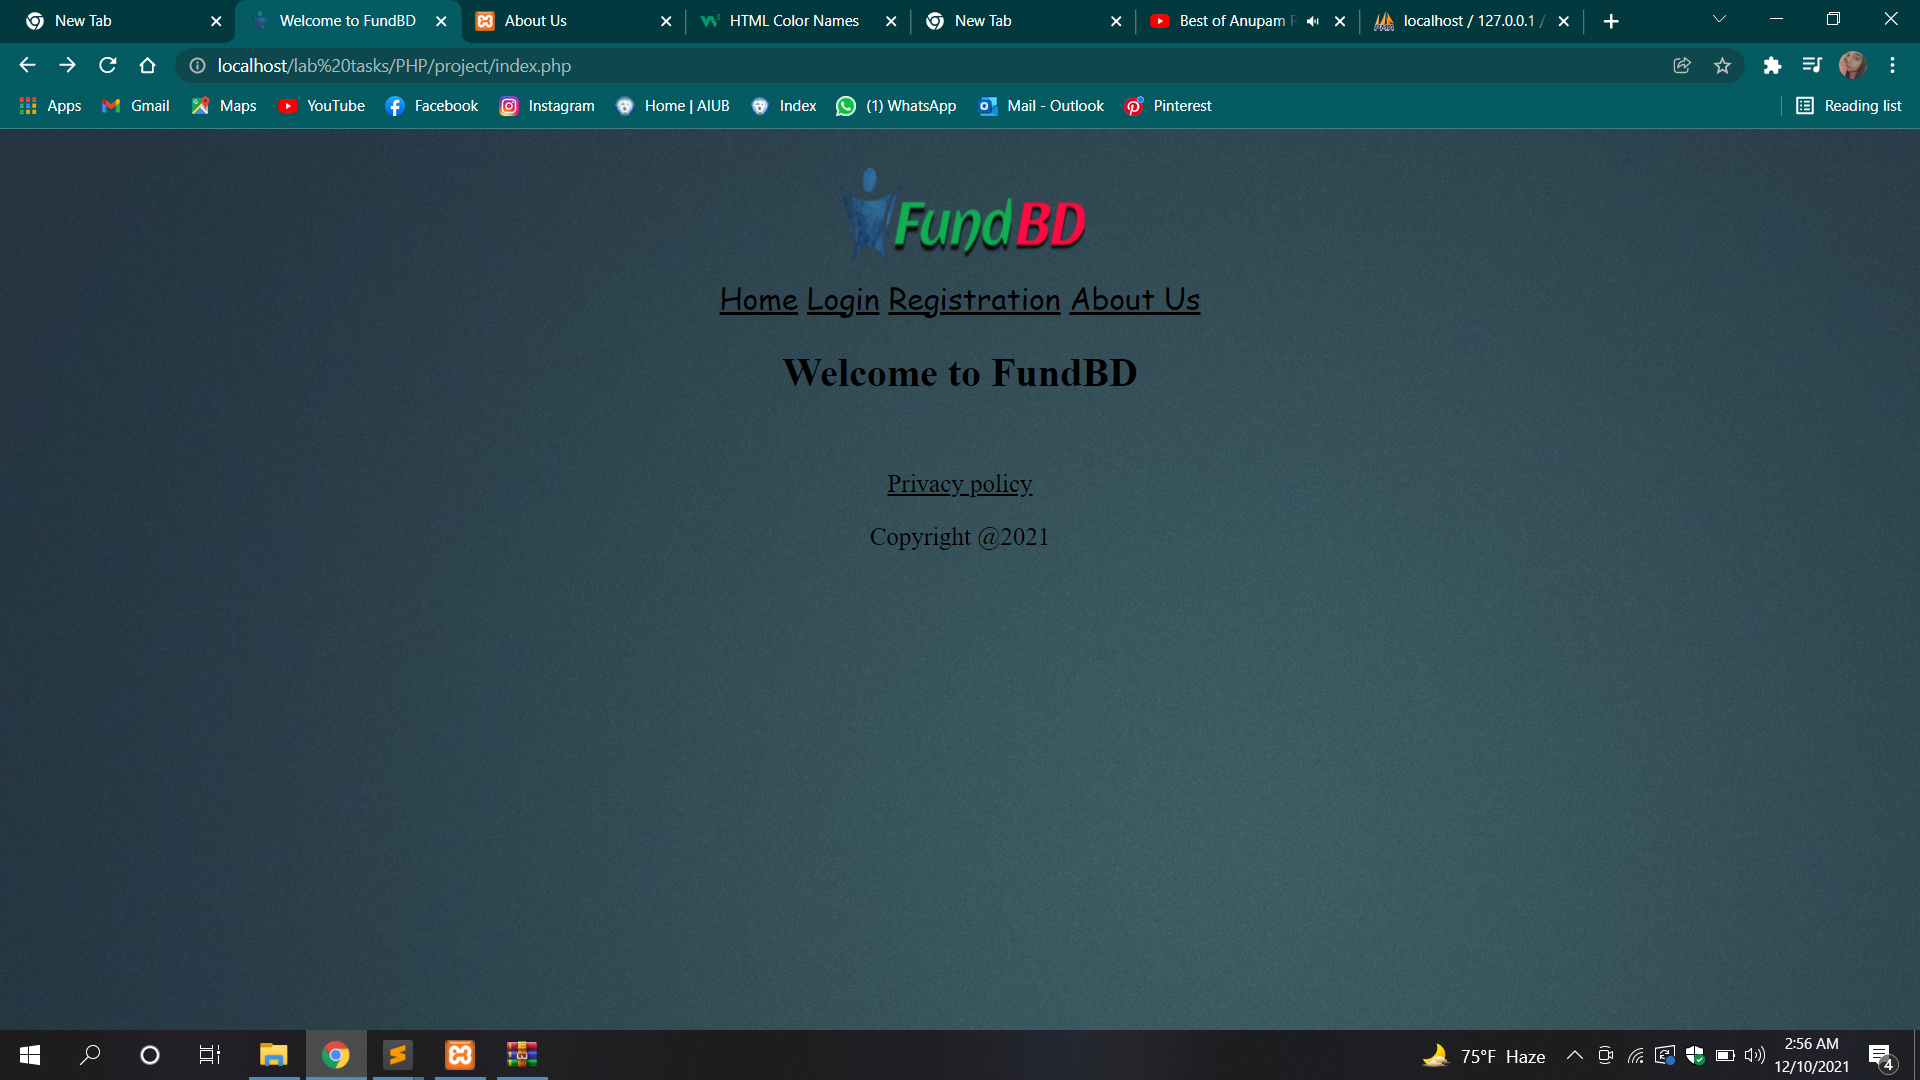 New Tab
Welcome to FundBD
About Us
HTML Color Names
New Tab
Best of Anupam
localhost / 127.0.0.1 /
localhost/lab%20tasks/PHP/project/index.php
Apps
Gmail
Maps
YouTube
Facebook
Instagram
Home | AIUB
Index
(1) WhatsApp
Mail - Outlook
Pinterest
Reading list
FundBD
Home Login Registration About Us
Welcome to FundBD
Privacy policy
Copyright @2021
75°F Haze
2:56 AM
12/10/2021
4